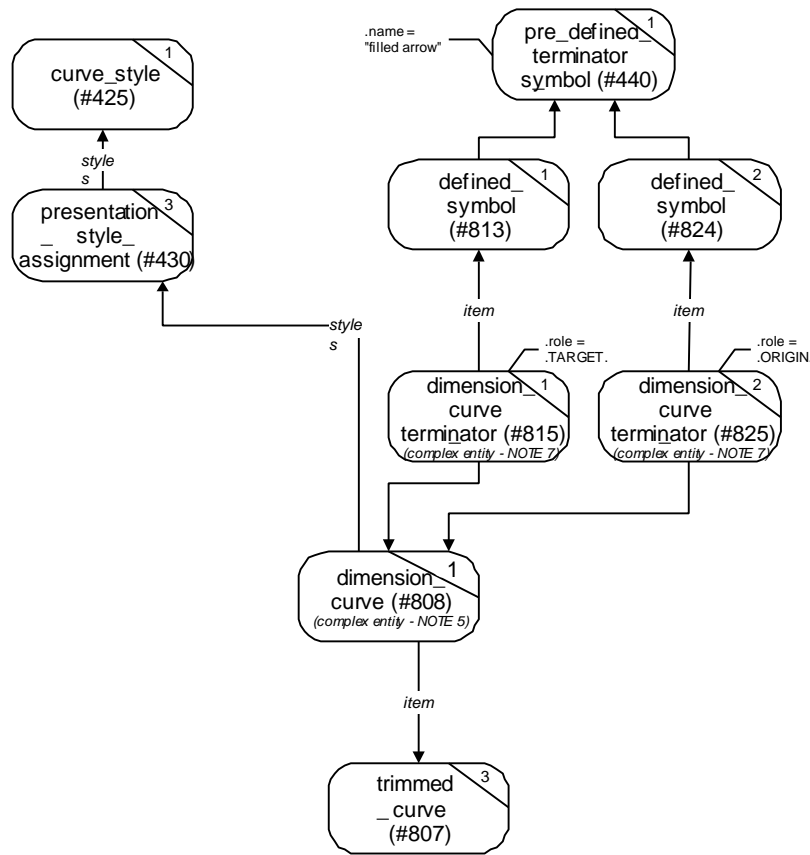 1
curve_style
(#425)
style
s
3
presentation
_ style_
assignment (#430)
style
s
.name =
"filled arrow"
1
pre_defined_
terminator
symbol (#440)
1
defined_
symbol
(#813)
2
defined_
symbol
(#824)
item
item
.role =
.TARGET.
.role =
.ORIGIN.
dimension_ 1
curve
terminator (#815)
(complex entity - NOTE 7)
dimension_ 2
curve
terminator (#825)
(complex entity - NOTE 7)
dimension_ 1
curve (#808)
(complex entity - NOTE 5)
item
3
trimmed
_curve
(#807)